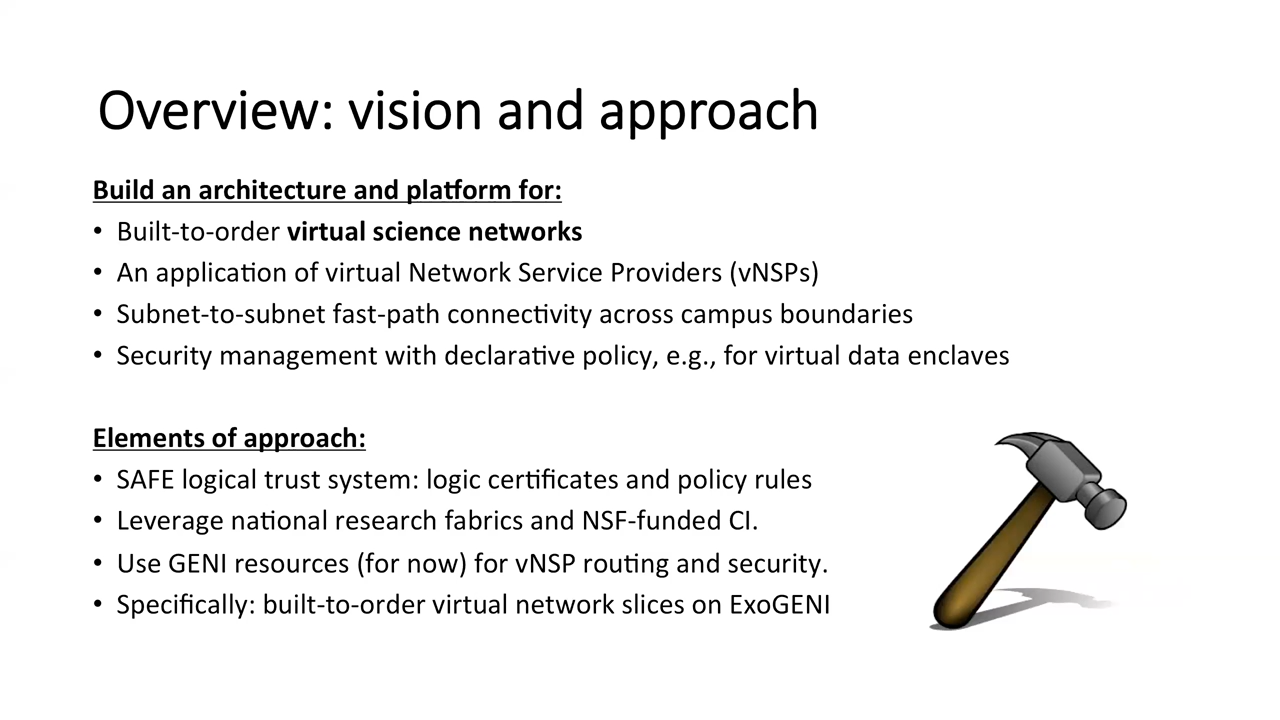 Overview: vision and approach
Build an architecture and platform for:
• Built-to-order virtual science networks
• An application of virtual Network Service Providers (vNSPs)
• Subnet-to-subnet fast-path connectivity across campus boundaries
• Security management with declarative policy, e.g., for virtual data enclaves
Elements of approach:
• SAFE logical trust system: logic certificates and policy rules
• Leverage national research fabrics and NSF-funded CI.
• Use GENI resources (for now) for vNSP routing and security.
• Specifically: built-to-order virtual network slices on ExoGENI